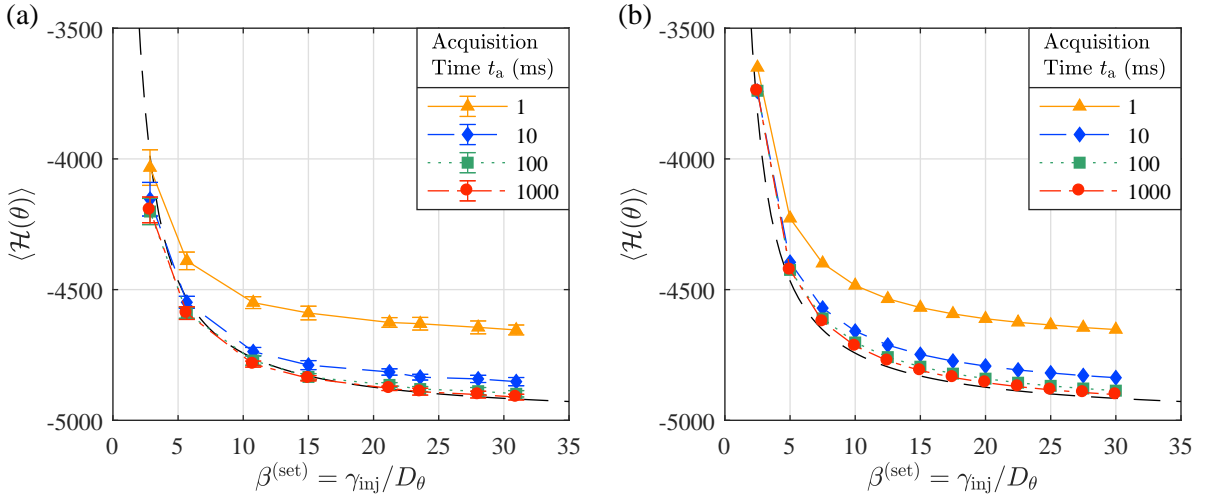 (a)
-3500
-4000
-4500
-5000
⟨ℋ(θ)⟩
0 5 10 15 20 25 30 35
β^(set) = γ_inj/D_θ
Acquisition
Time t_a (ms)
1
10
100
1000
(b)
-3500
-4000
-4500
-5000
⟨ℋ(θ)⟩
0 5 10 15 20 25 30 35
β^(set) = γ_inj/D_θ
Acquisition
Time t_a (ms)
1
10
100
1000